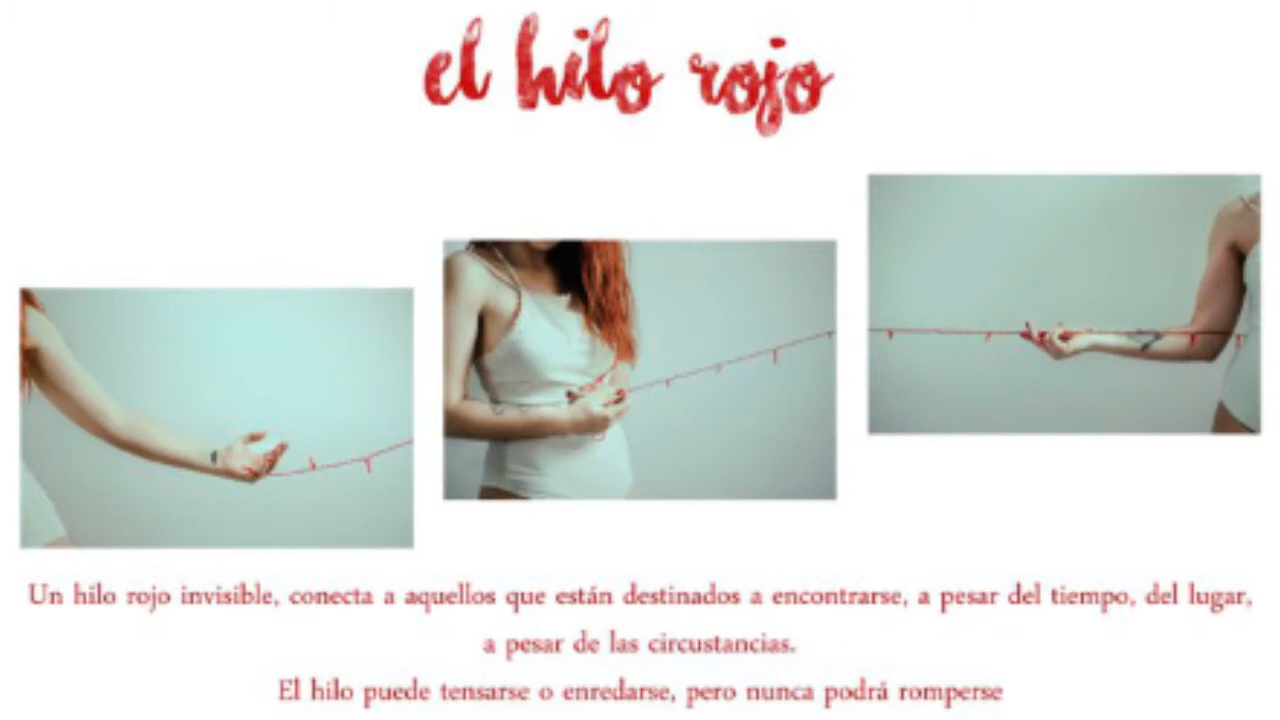 el hilo rojo
Un hilo rojo invisible, conecta a aquellos que están destinados a encontrarse, a pesar del tiempo, del lugar,
a pesar de las circustancias.
El hilo puede tensarse o enredarse, pero nunca podrá romperse